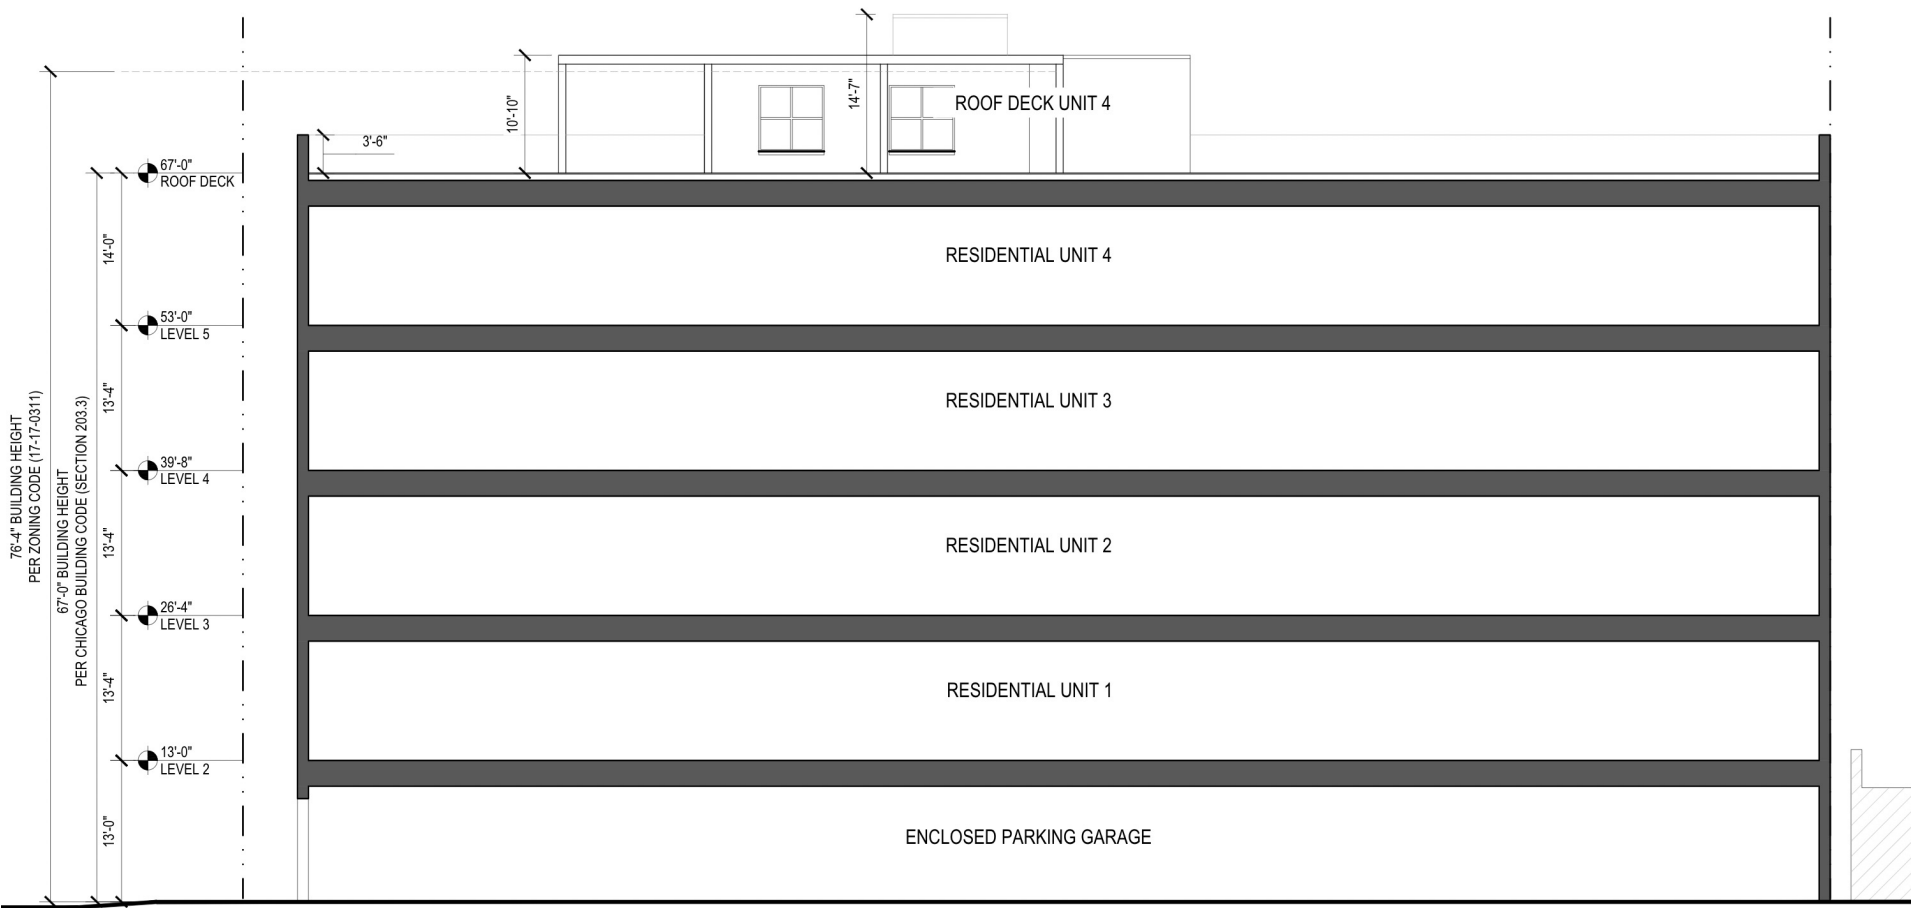 14'-7"
10'-10"
ROOF DECK UNIT 4
3'-6"
67'-0"
ROOF DECK
14'-0"
RESIDENTIAL UNIT 4
53'-0"
LEVEL 5
13'-4"
RESIDENTIAL UNIT 3
76'-4" BUILDING HEIGHT
PER ZONING CODE (17-17-0311)
67'-0" BUILDING HEIGHT
PER CHICAGO BUILDING CODE (SECTION 203.3)
39'-8"
LEVEL 4
13'-4"
RESIDENTIAL UNIT 2
26'-4"
LEVEL 3
13'-4"
RESIDENTIAL UNIT 1
13'-0"
LEVEL 2
13'-0"
ENCLOSED PARKING GARAGE